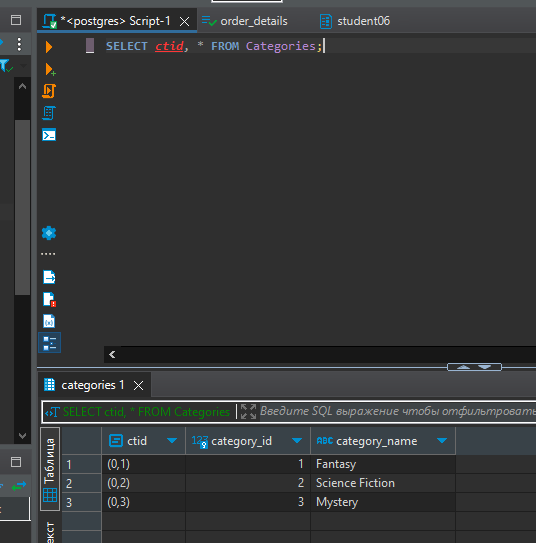 *<postgres> Script-1
order_details
student06
SELECT ctid, * FROM Categories;
categories 1
SELECT ctid, * FROM Categories
Введите SQL выражение чтобы отфильтровать
Таблица
ctid
123 category_id
ABC category_name
1 (0,1) 1 Fantasy
2 (0,2) 2 Science Fiction
3 (0,3) 3 Mystery